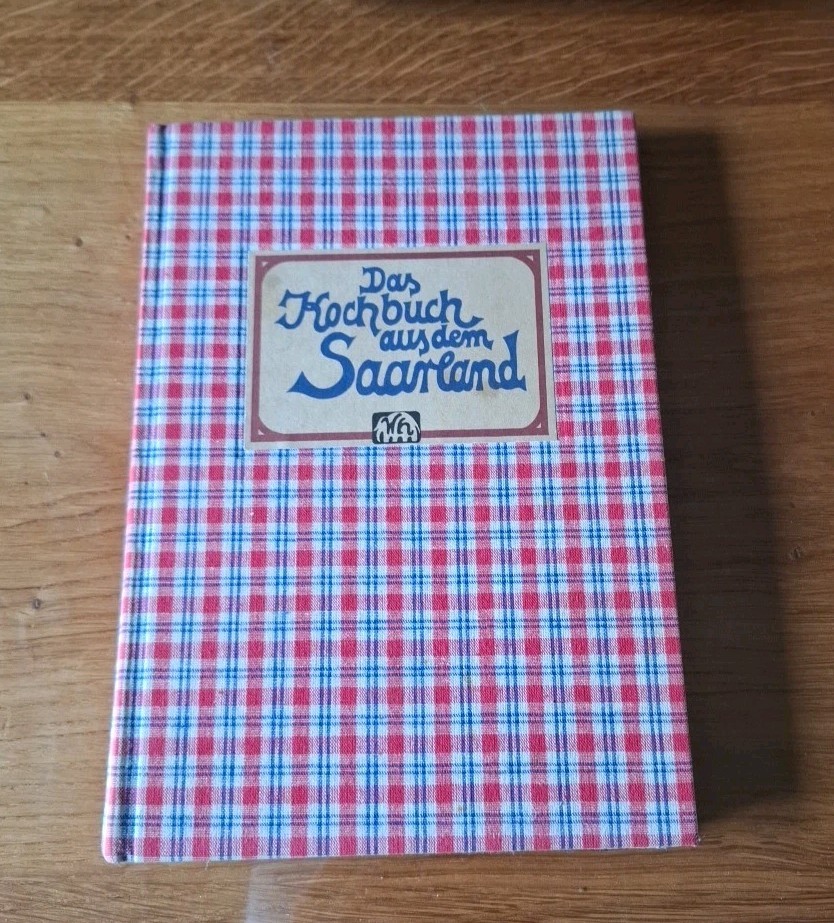 Das
Kochbuch
aus dem
Saarland